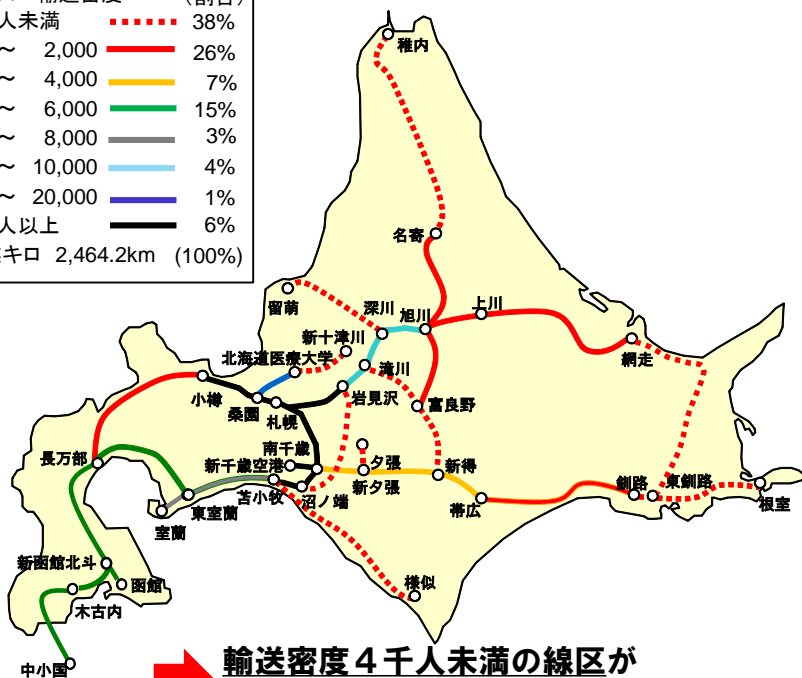 人未満 38%
～ 2,000 26%
～ 4,000 7%
～ 6,000 15%
～ 8,000 3%
～ 10,000 4%
～ 20,000 1%
人以上 6%
キロ 2,464.2km (100%)
稚内
名寄
留萌
深川
旭川
上川
新十津川
北海道医療大学
網走
滝川
小樽
桑園
札幌
岩見沢
富良野
南千歳
長万部
新千歳空港
夕張
新得
苫小牧
沼ノ端
新夕張
釧路
東釧路
東室蘭
帯広
根室
室蘭
新函館北斗
函館
様似
木古内
中小国
輸送密度４千人未満の線区が